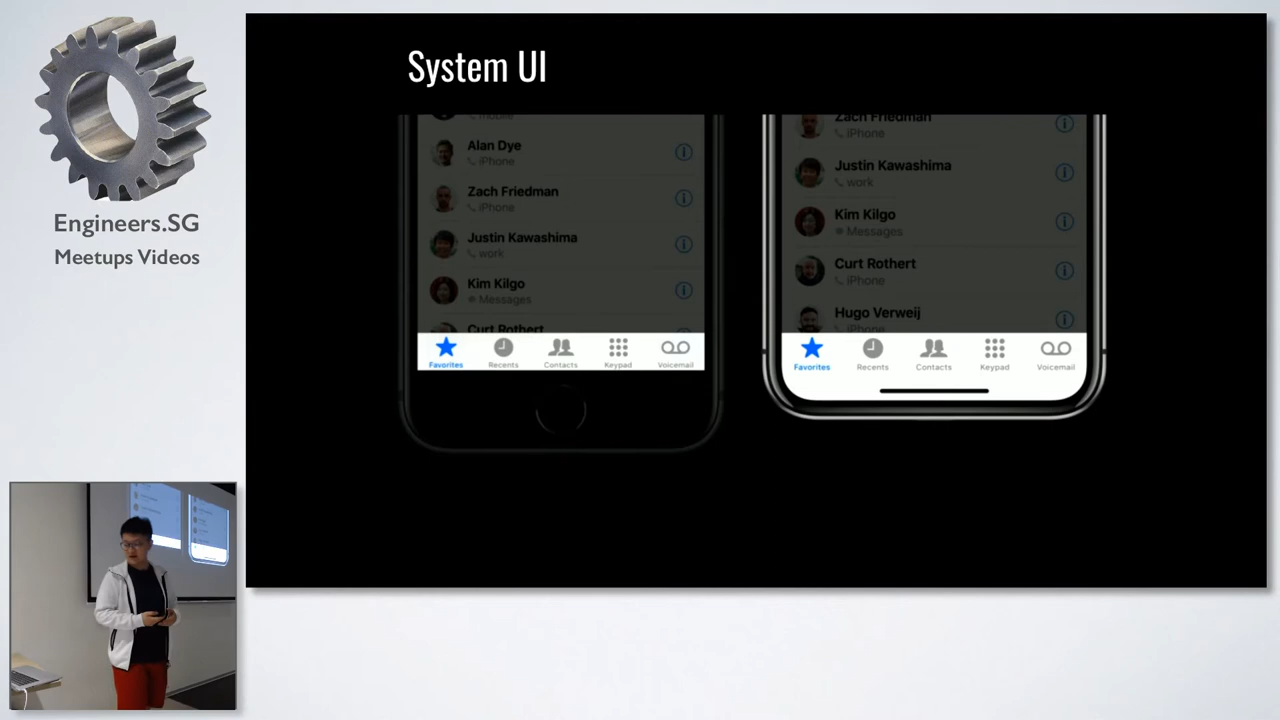 Engineers.SG
Meetups Videos
System UI
mobile
Alan Dye
iPhone
Zach Friedman
iPhone
Justin Kawashima
work
Kim Kilgo
Messages
Curt Rothert
Favorites
Recents
Contacts
Keypad
Voicemail
Zach Friedman
iPhone
Justin Kawashima
work
Kim Kilgo
Messages
Curt Rothert
iPhone
Hugo Verweij
iPhone
Favorites
Recents
Contacts
Keypad
Voicemail